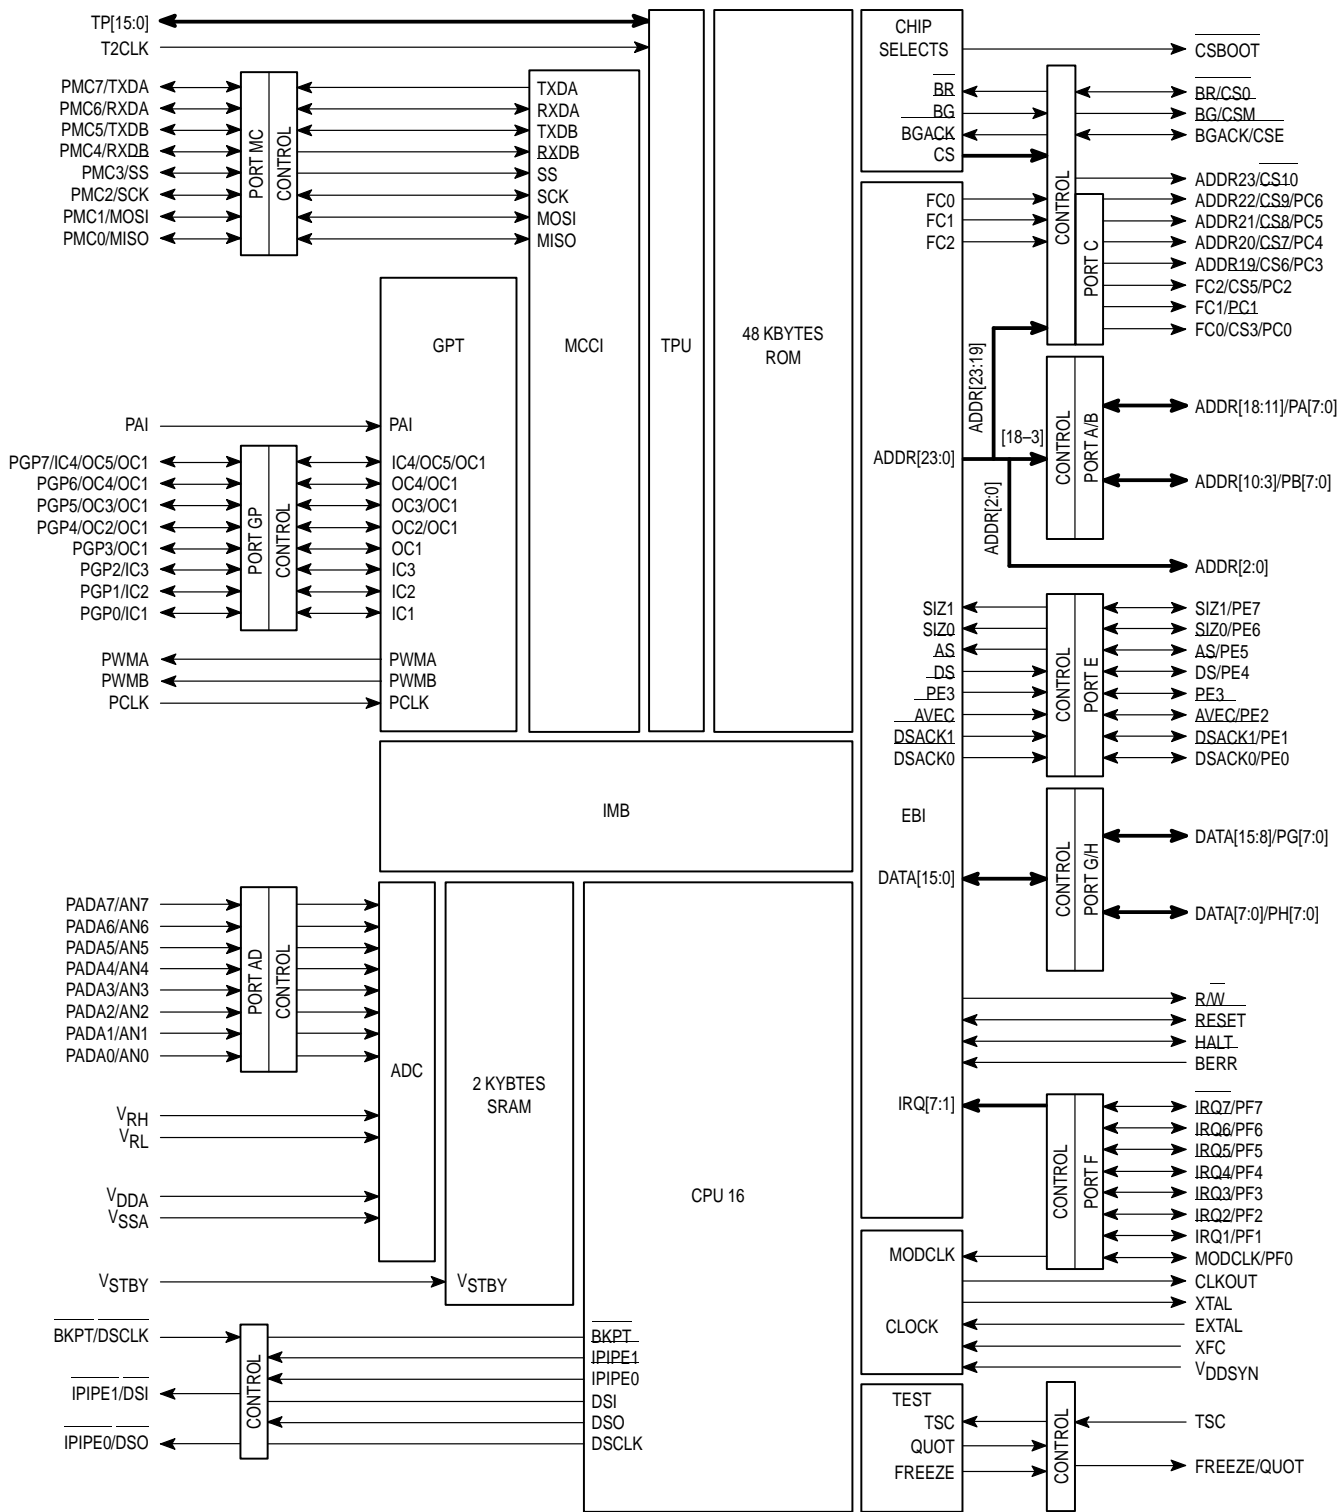 TP[15:0]
T2CLK
PMC7/TXDA
PMC6/RXDA
PMC5/TXDB
PMC4/RXDB
PMC3/SS
PMC2/SCK
PMC1/MOSI
PMC0/MISO
PORT MC
CONTROL
TXDA
RXDA
TXDB
RXDB
SS
SCK
MOSI
MISO
GPT
MCCI
TPU
48 KBYTES
ROM
PAI
PAI
PGP7/IC4/OC5/OC1
PGP6/OC4/OC1
PGP5/OC3/OC1
PGP4/OC2/OC1
PGP3/OC1
PGP2/IC3
PGP1/IC2
PGP0/IC1
PORT GP
CONTROL
IC4/OC5/OC1
OC4/OC1
OC3/OC1
OC2/OC1
OC1
IC3
IC2
IC1
PWMA
PWMB
PCLK
PWMA
PWMB
PCLK
IMB
PADA7/AN7
PADA6/AN6
PADA5/AN5
PADA4/AN4
PADA3/AN3
PADA2/AN2
PADA1/AN1
PADA0/AN0
PORT AD
CONTROL
ADC
VRH
VRL
VDDA
VSSA
VSTBY
2 KYBTES
SRAM
VSTBY
CPU 16
BKPT/DSCLK
IPIPE1/DSI
IPIPE0/DSO
CONTROL
BKPT
IPIPE1
IPIPE0
DSI
DSO
DSCLK
CHIP
SELECTS
BR
BG
BGACK
CS
CSBOOT
BR/CS0
BG/CSM
BGACK/CSE
FC0
FC1
FC2
CONTROL
PORT C
ADDR23/CS10
ADDR22/CS9/PC6
ADDR21/CS8/PC5
ADDR20/CS7/PC4
ADDR19/CS6/PC3
FC2/CS5/PC2
FC1/PC1
FC0/CS3/PC0
ADDR[23:0]
ADDR[23:19]
[18–3]
ADDR[2:0]
CONTROL
PORT A/B
ADDR[18:11]/PA[7:0]
ADDR[10:3]/PB[7:0]
ADDR[2:0]
SIZ1
SIZ0
AS
DS
PE3
AVEC
DSACK1
DSACK0
CONTROL
PORT E
SIZ1/PE7
SIZ0/PE6
AS/PE5
DS/PE4
PE3
AVEC/PE2
DSACK1/PE1
DSACK0/PE0
EBI
DATA[15:0]
CONTROL
PORT G/H
DATA[15:8]/PG[7:0]
DATA[7:0]/PH[7:0]
R/W
RESET
HALT
BERR
IRQ[7:1]
CONTROL
PORT F
IRQ7/PF7
IRQ6/PF6
IRQ5/PF5
IRQ4/PF4
IRQ3/PF3
IRQ2/PF2
IRQ1/PF1
MODCLK/PF0
MODCLK
CLOCK
CLKOUT
XTAL
EXTAL
XFC
VDDSYN
TEST
TSC
QUOT
FREEZE
CONTROL
TSC
FREEZE/QUOT